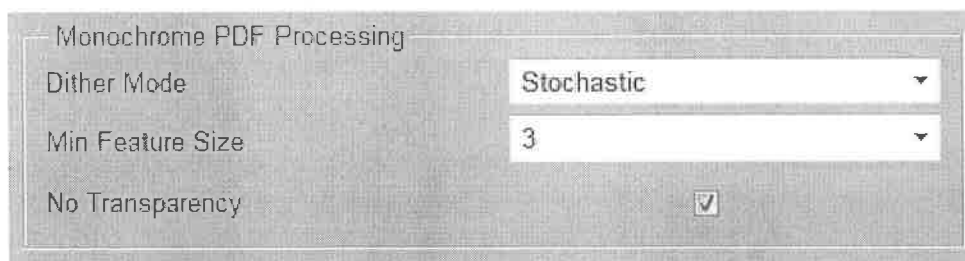 Monochrome PDF Processing
Dither Mode Stochastic
Min Feature Size 3
No Transparency